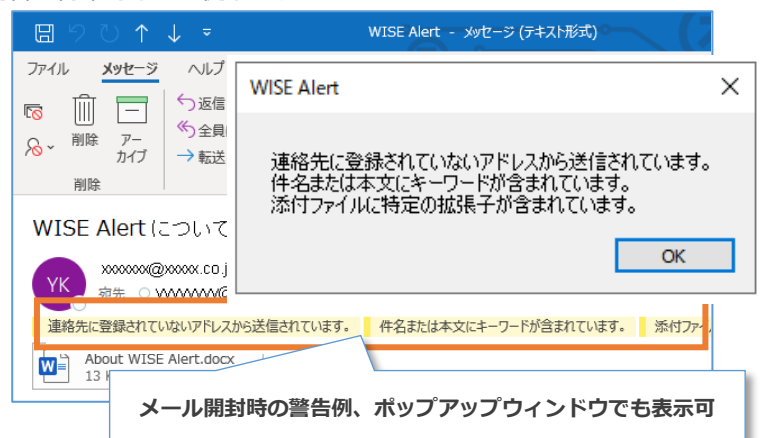 WISE Alert - メッセージ (テキスト形式)
ファイル メッセージ ヘルプ
削除
アーカイブ
返信
全員
転送
削除
WISE Alert について
YK
xxxxxxx@xxxxx.co.j
宛先
連絡先に登録されていないアドレスから送信されています。 件名または本文にキーワードが含まれています。 添付ファ
About WISE Alert.docx
13
WISE Alert
連絡先に登録されていないアドレスから送信されています。
件名または本文にキーワードが含まれています。
添付ファイルに特定の拡張子が含まれています。
OK
メール開封時の警告例、ポップアップウィンドウでも表示可